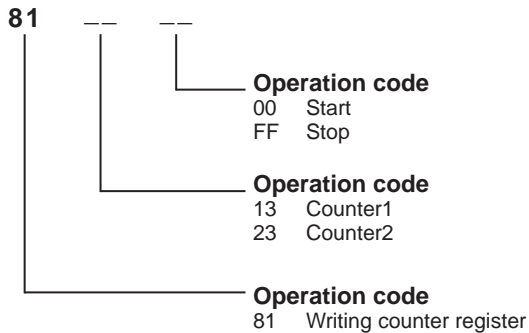 81 __ __
Operation code
00 Start
FF Stop
Operation code
13 Counter1
23 Counter2
Operation code
81 Writing counter register